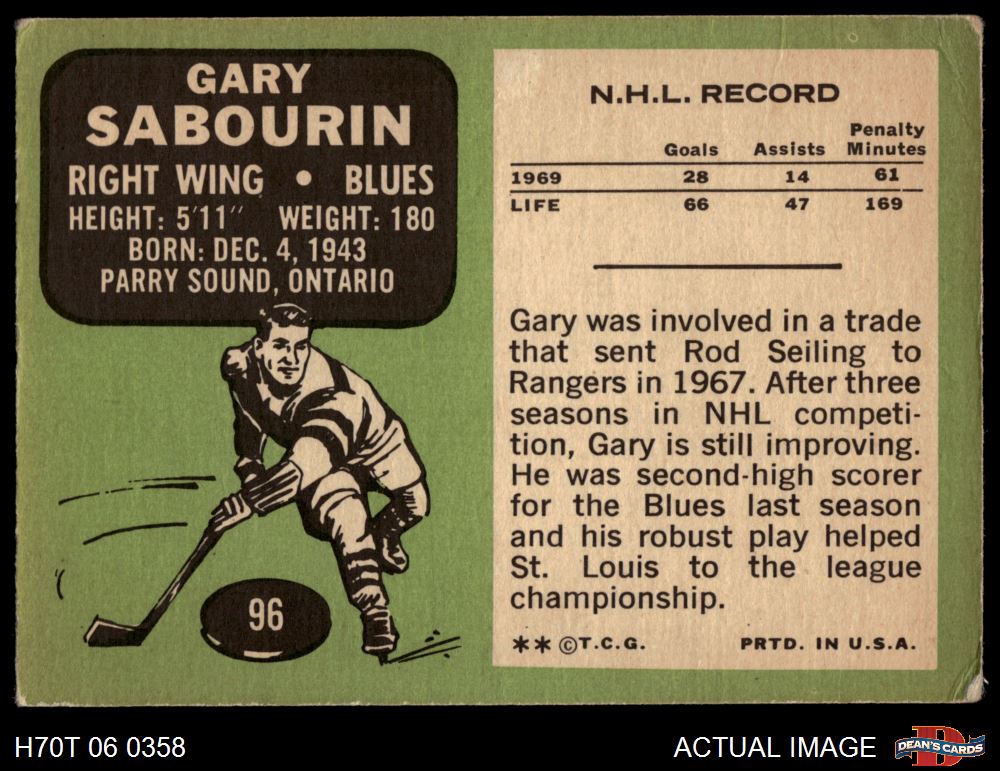 GARY
SABOURIN
RIGHT WING • BLUES
HEIGHT: 5'11" WEIGHT: 180
BORN: DEC. 4, 1943
PARRY SOUND, ONTARIO
96
N.H.L. RECORD
Goals Assists Penalty Minutes
1969 28 14 61
LIFE 66 47 169
Gary was involved in a trade
that sent Rod Seiling to
Rangers in 1967. After three
seasons in NHL competi-
tion, Gary is still improving.
He was second-high scorer
for the Blues last season
and his robust play helped
St. Louis to the league
championship.
** ©T.C.G. PRTD. IN U.S.A.
H70T 06 0358
ACTUAL IMAGE
D
DEAN'S CARDS